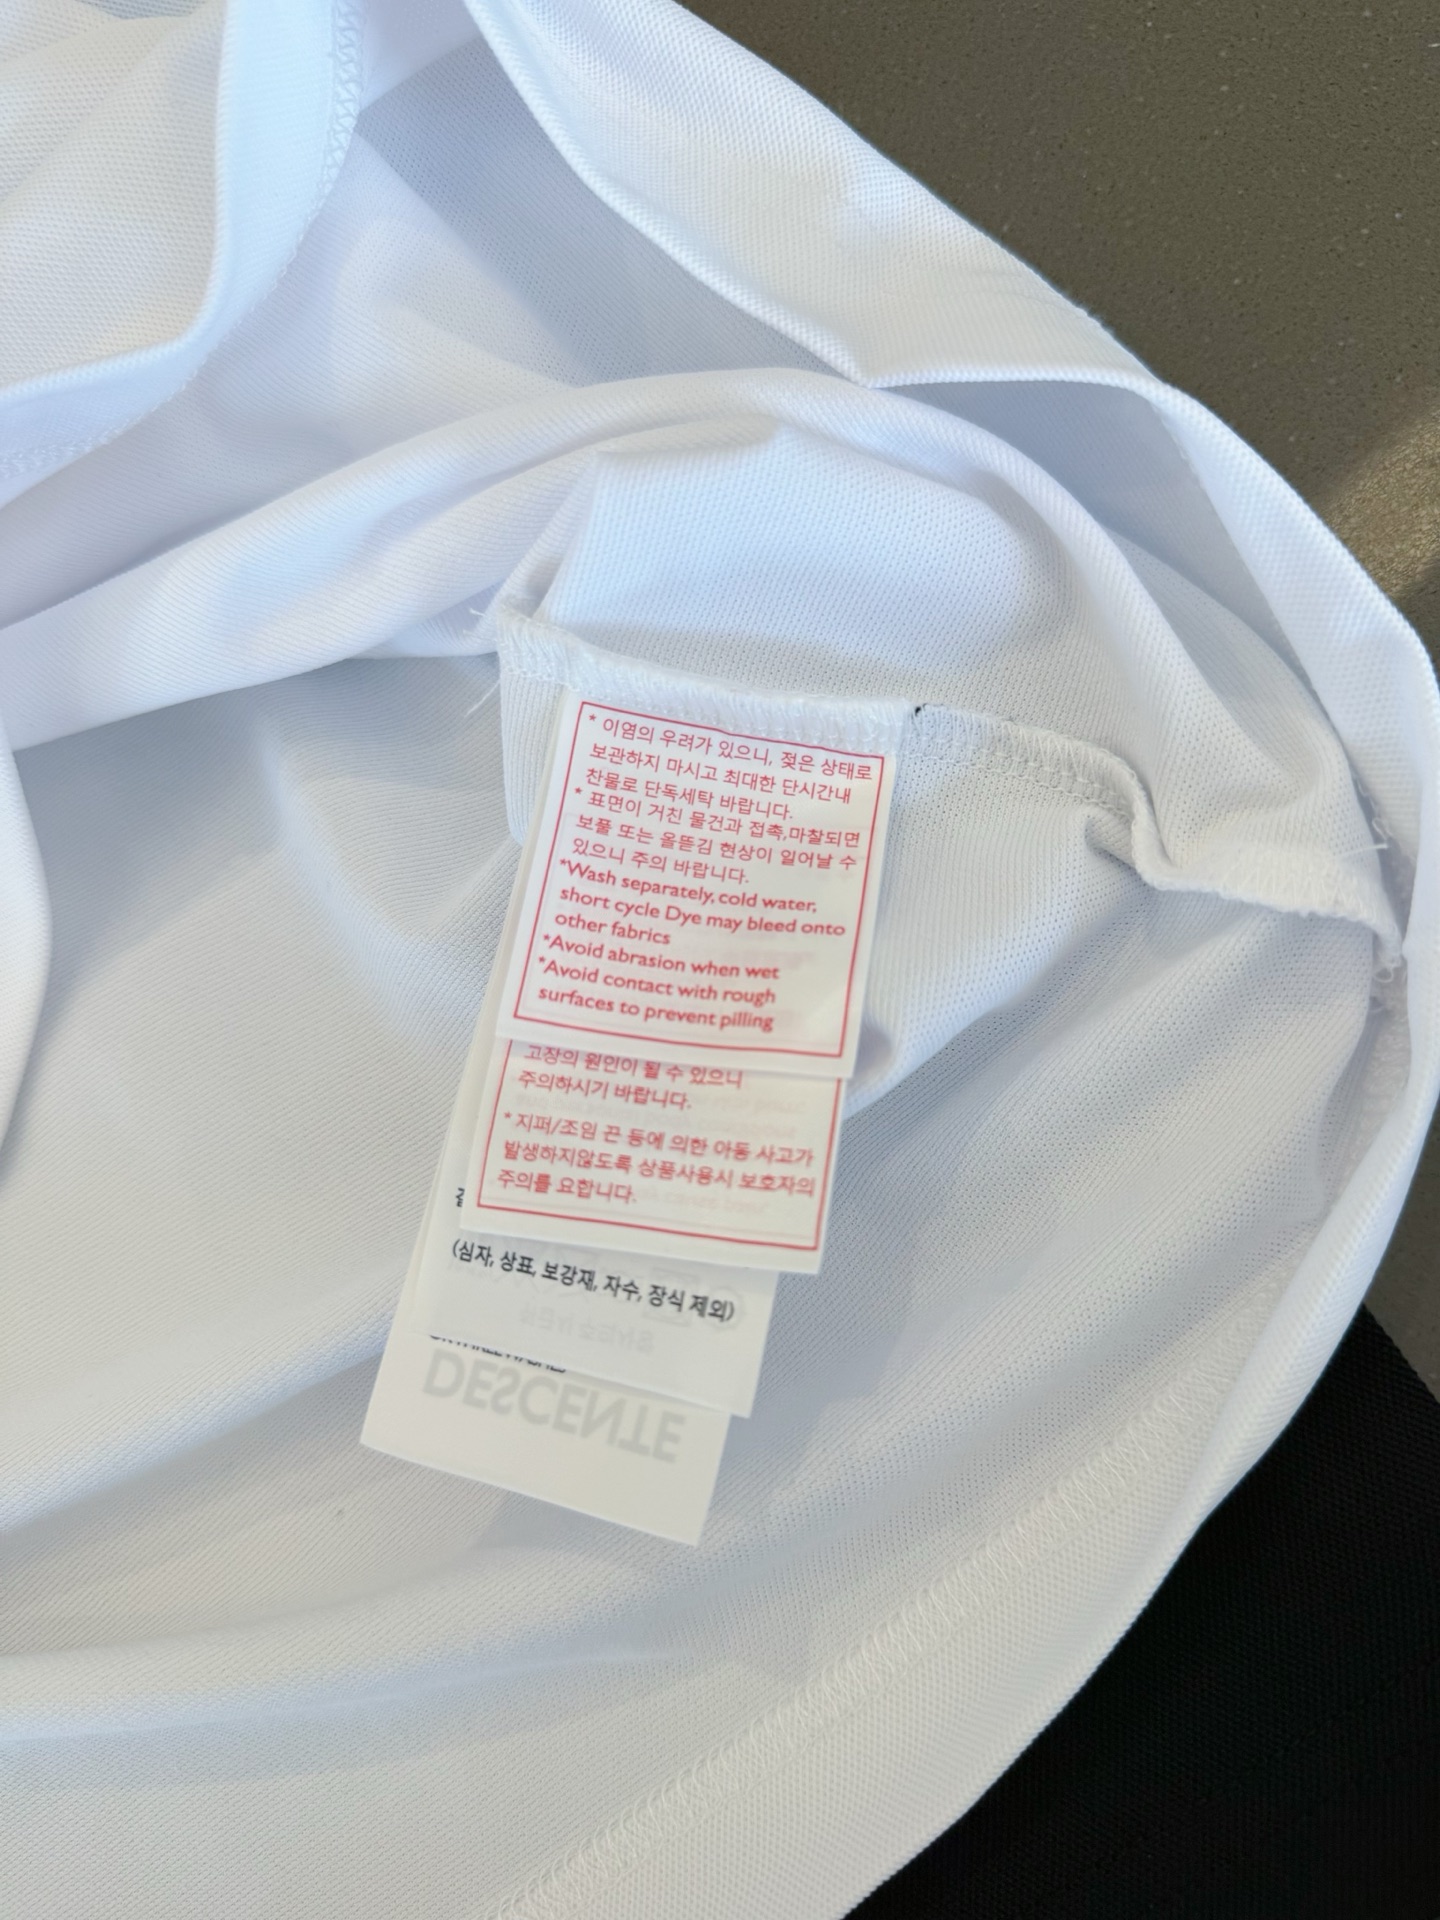 * 이염의 우려가 있으니, 젖은 상태로
보관하지 마시고 최대한 단시간내
찬물로 단독세탁 바랍니다.
* 표면이 거친 물건과 접촉,마찰되면
보풀 또는 올뜯김 현상이 일어날 수
있으니 주의 바랍니다.
*Wash separately, cold water,
short cycle Dye may bleed onto
other fabrics
*Avoid abrasion when wet
*Avoid contact with rough
surfaces to prevent pilling
고장의 원인이 될 수 있으니
주의하시기 바랍니다.
* 지퍼/조임 끈 등에 의한 아동 사고가
발생하지않도록 상품사용시 보호자의
주의를 요합니다.
(심자, 상표, 보강재, 자수, 장식 제외)
DESCENTE